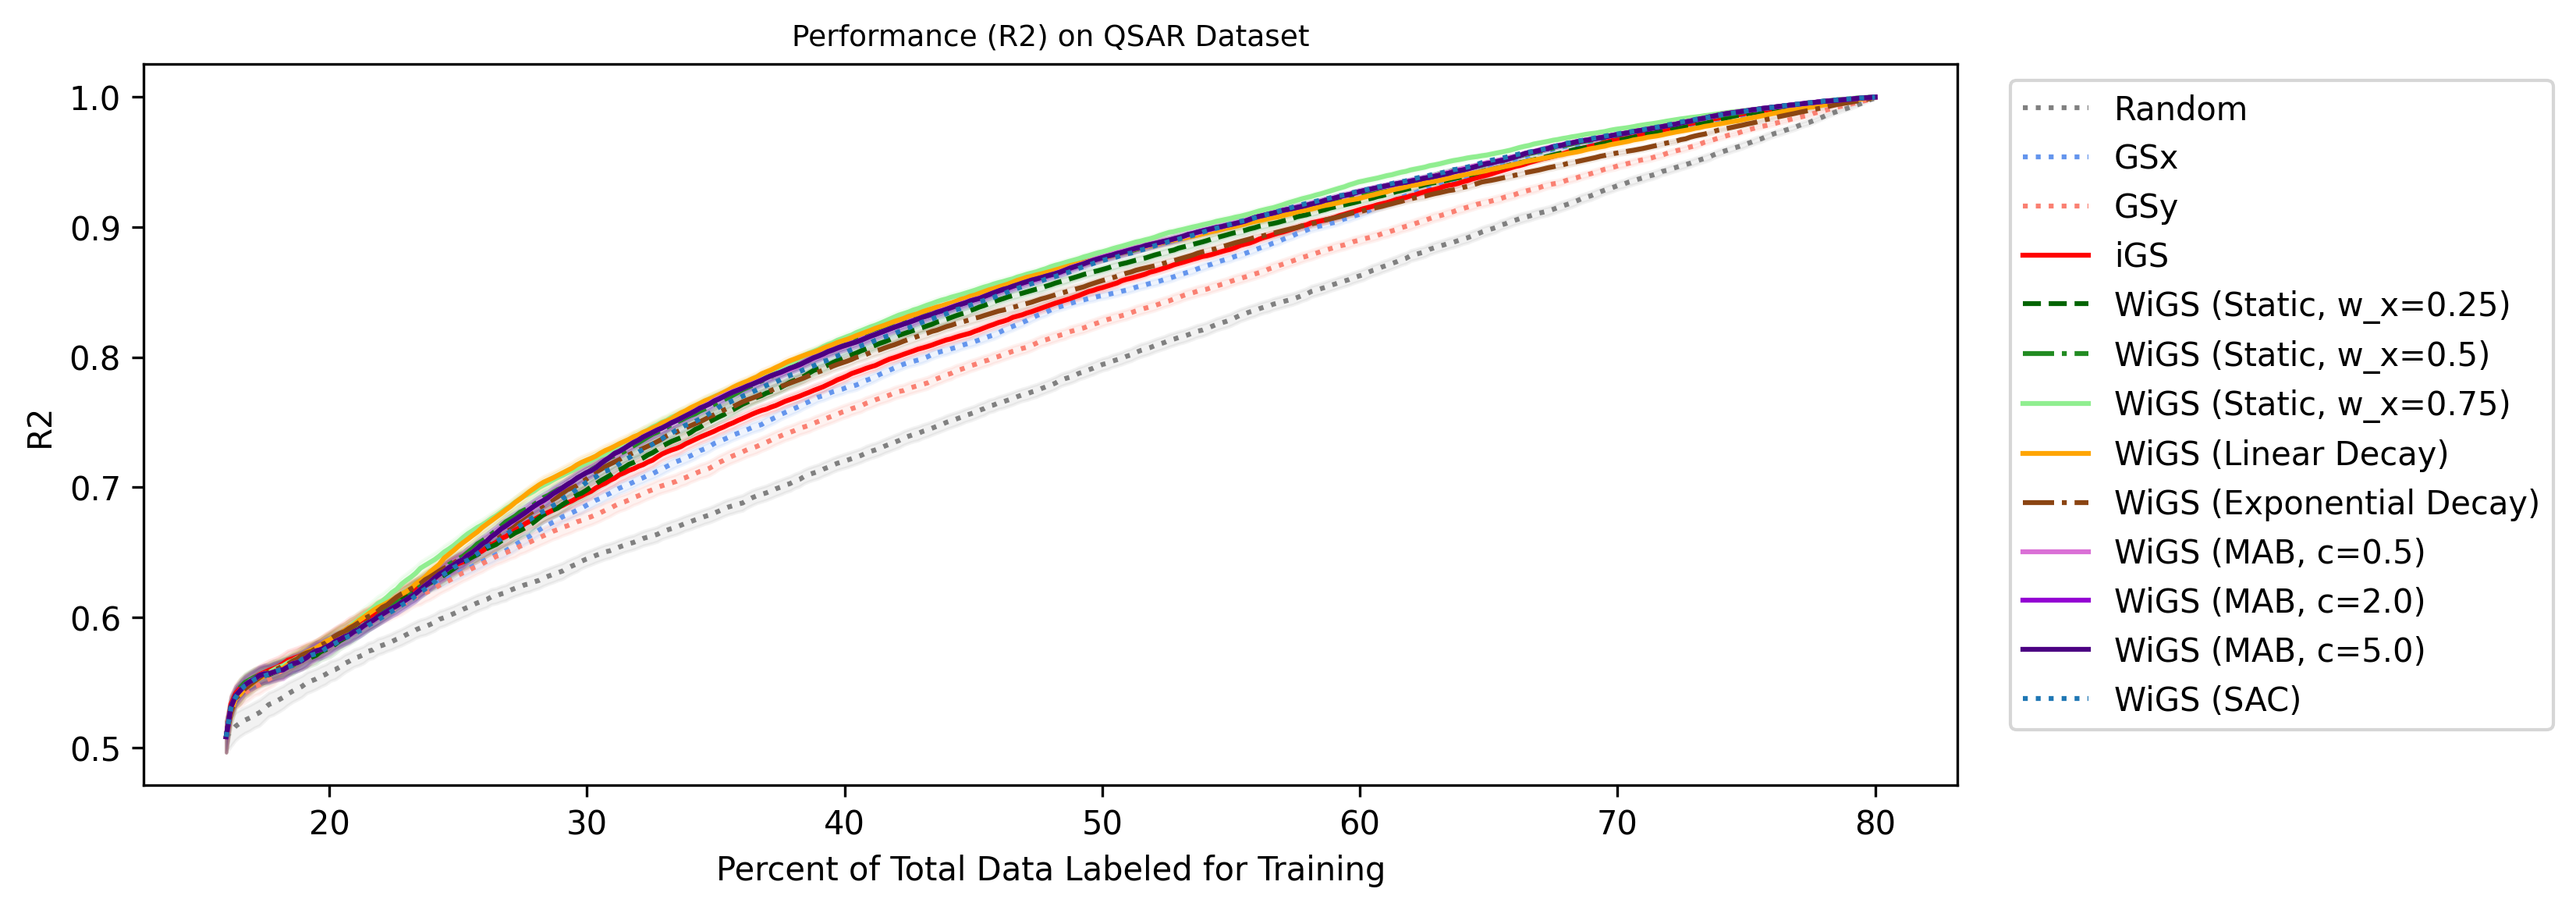 Performance (R2) on QSAR Dataset
1.0
0.9
0.8
0.7
0.6
0.5
R2
20 30 40 50 60 70 80
Percent of Total Data Labeled for Training
Random
GSx
GSy
iGS
WiGS (Static, w_x=0.25)
WiGS (Static, w_x=0.5)
WiGS (Static, w_x=0.75)
WiGS (Linear Decay)
WiGS (Exponential Decay)
WiGS (MAB, c=0.5)
WiGS (MAB, c=2.0)
WiGS (MAB, c=5.0)
WiGS (SAC)